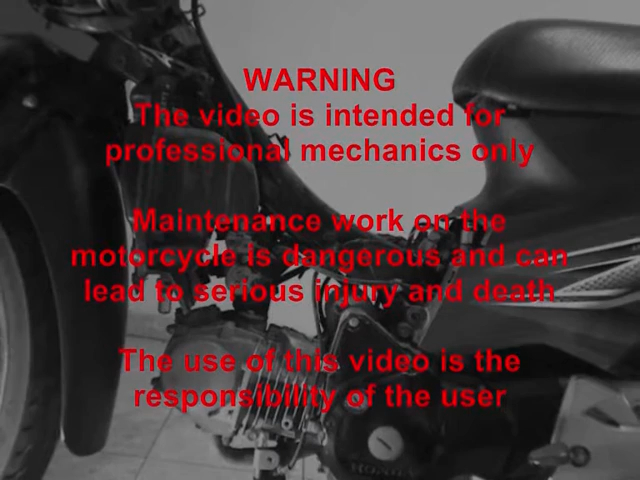 WARNING
The video is intended for
professional mechanics only
Maintenance work on the
motorcycle is dangerous and can
lead to serious injury and death
The use of this video is the
responsibility of the user
HONDA